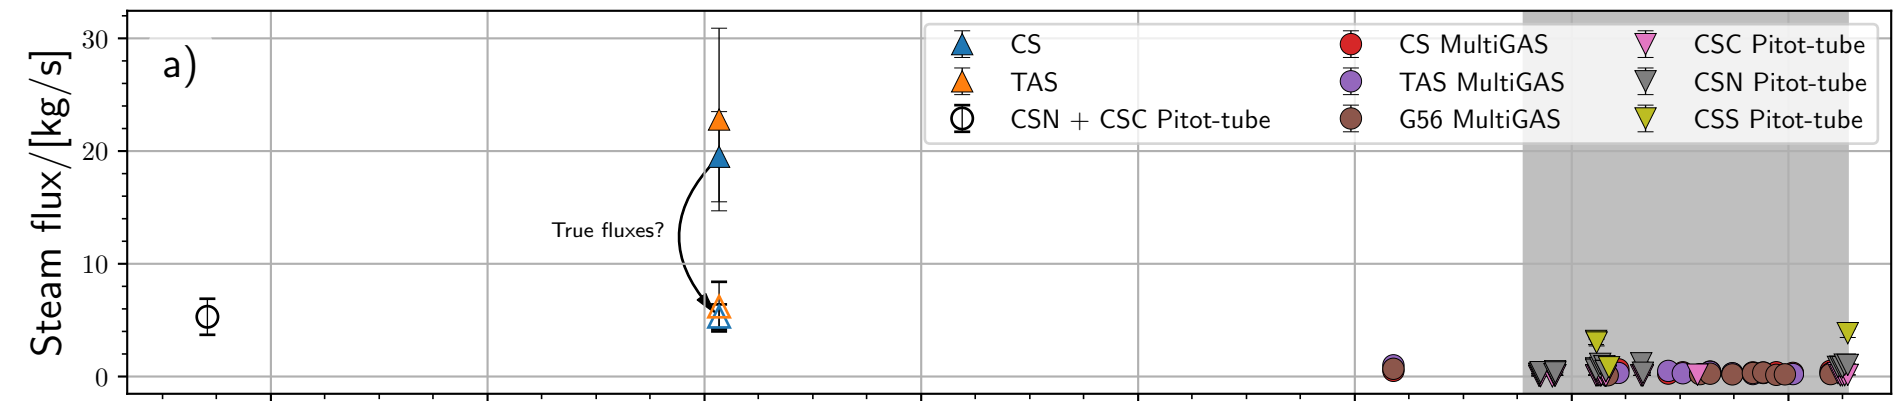 a)
Steam flux/[kg/s]
30
20
10
0
CS
TAS
CSN + CSC Pitot-tube
CS MultiGAS
TAS MultiGAS
G56 MultiGAS
CSC Pitot-tube
CSN Pitot-tube
CSS Pitot-tube
True fluxes?